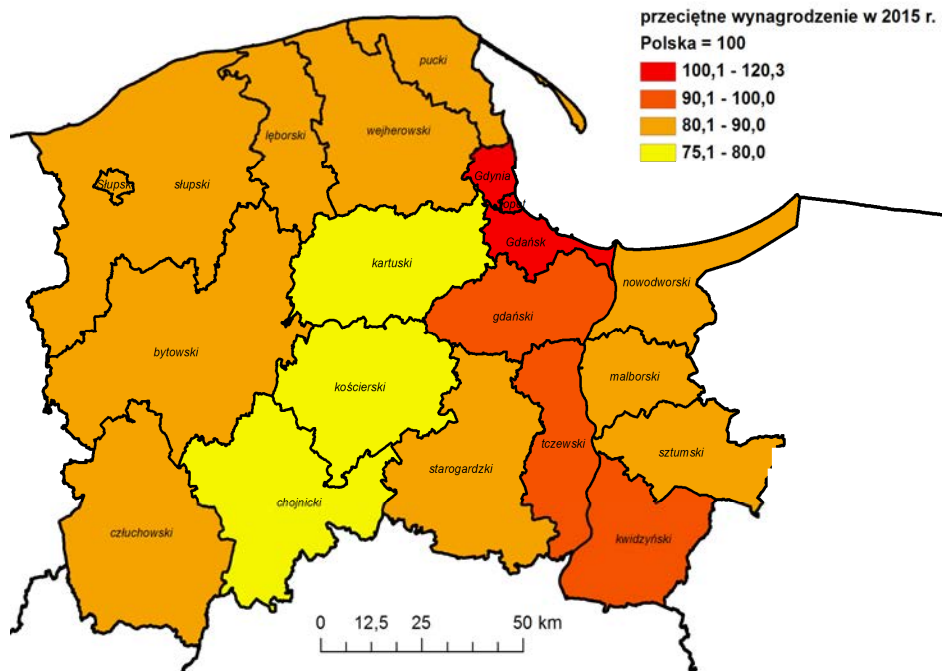 przeciętne wynagrodzenie w 2015 r.
Polska = 100
100,1 - 120,3
90,1 - 100,0
80,1 - 90,0
75,1 - 80,0
pucki
lęborski
wejherowski
Gdynia
Słupsk
słupski
Sopot
Gdańsk
kartuski
nowodworski
gdański
bytowski
malborski
kościerski
tczewski
sztumski
starogardzki
chojnicki
człuchowski
kwidzyński
0 12,5 25 50 km